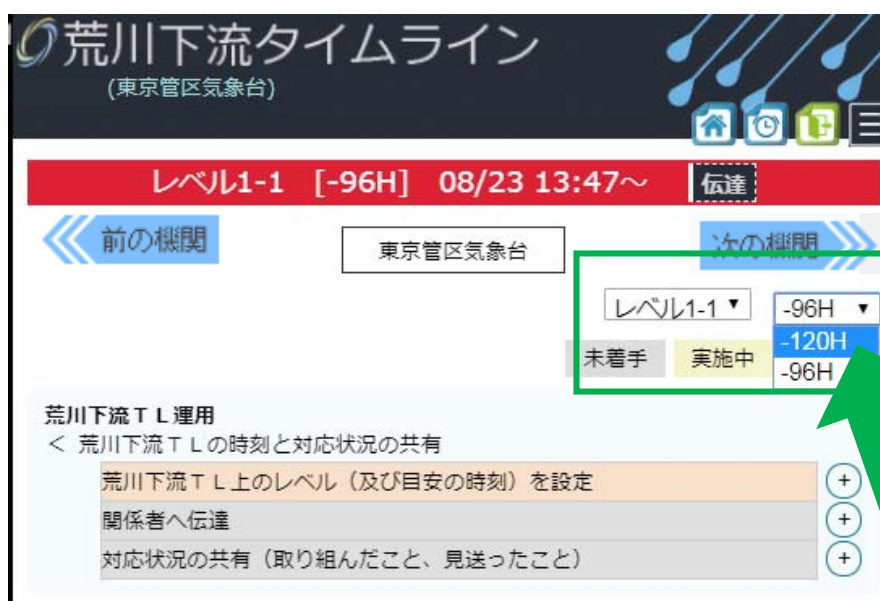 荒川下流タイムライン
(東京管区気象台)
レベル1-1 [-96H] 08/23 13:47～ 伝達
前の機関 東京管区気象台 次の機関
レベル1-1 -96H
-120H
未着手 実施中 -96H
荒川下流ＴＬ運用
< 荒川下流ＴＬの時刻と対応状況の共有
荒川下流ＴＬ上のレベル（及び目安の時刻）を設定
関係者へ伝達
対応状況の共有（取り組んだこと、見送ったこと）